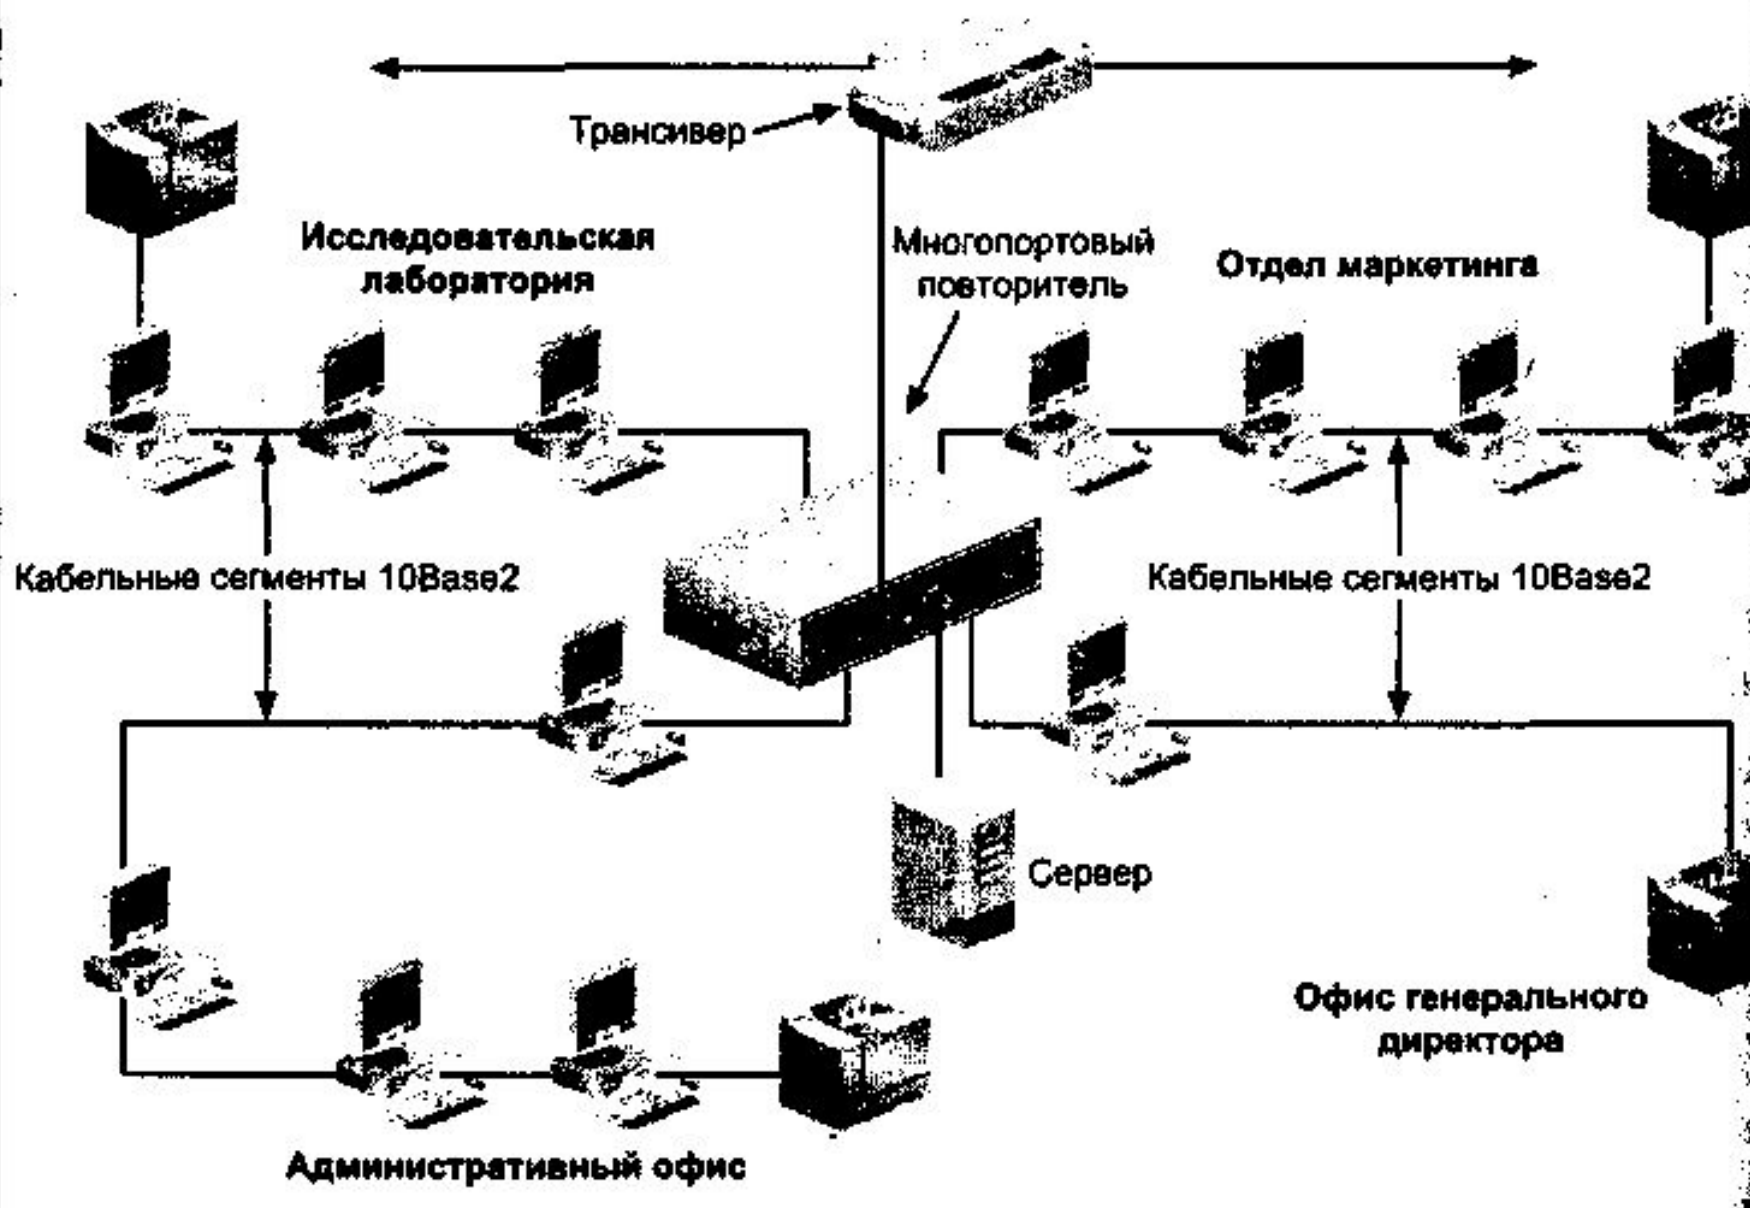 Трансивер
Исследовательская
лаборатория
Многопортовый
повторитель
Отдел маркетинга
Кабельные сегменты 10Base2
Кабельные сегменты 10Base2
Сервер
Офис генерального
директора
Административный офис